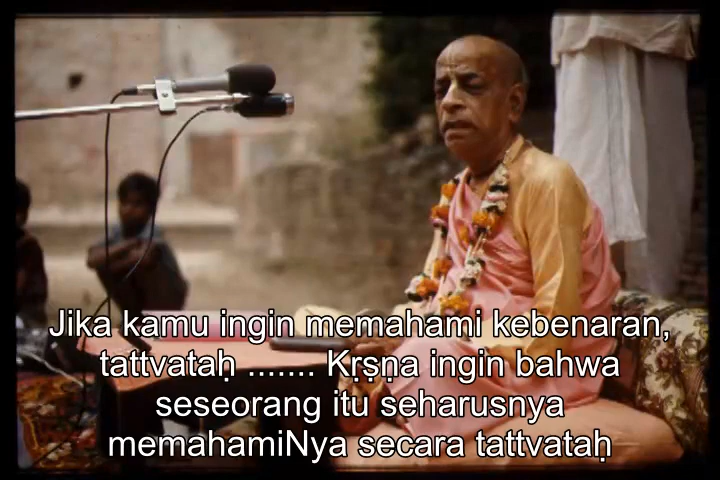 Jika kamu ingin memahami kebenaran,
tattvataḥ ....... Kṛṣṇa ingin bahwa
seseorang itu seharusnya
memahamiNya secara tattvataḥ